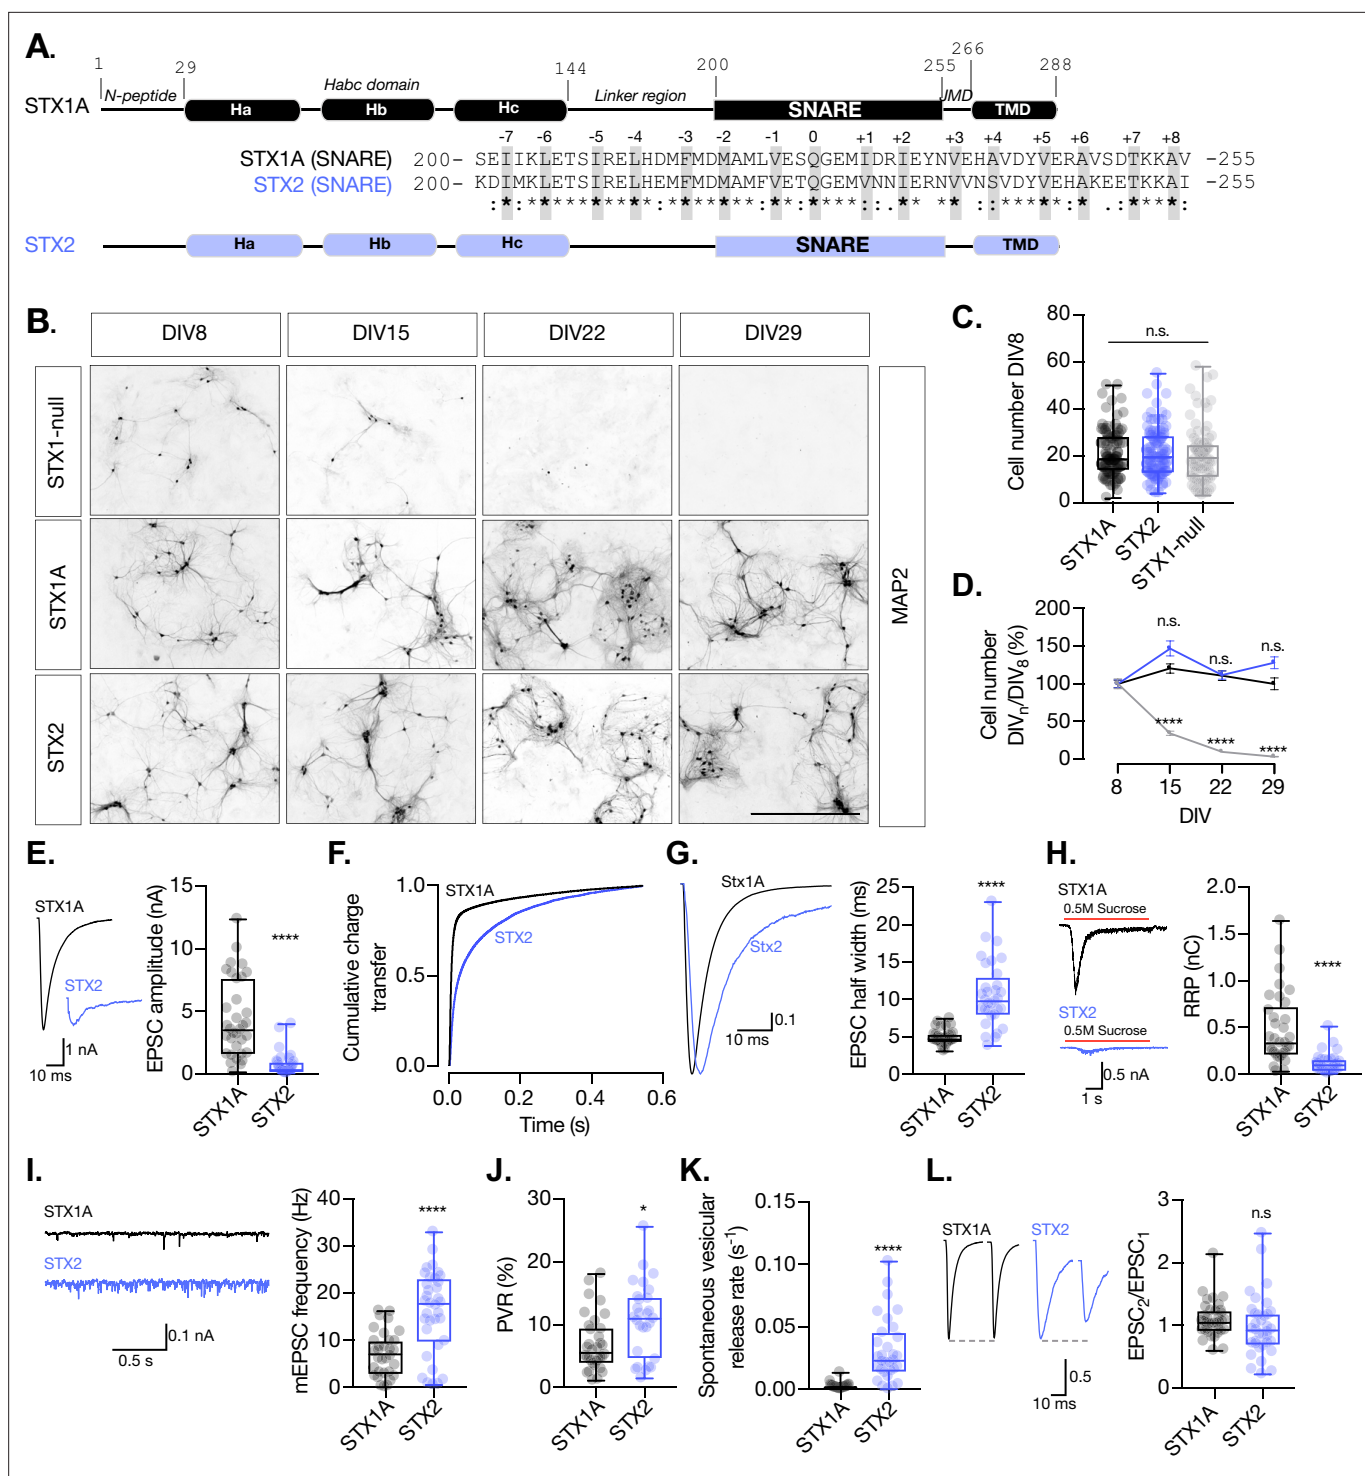 A.
1 29 144 200 255 266 288
N-peptide Habc domain Linker region JMD
STX1A Ha Hb Hc SNARE TMD
-7 -6 -5 -4 -3 -2 -1 0 +1 +2 +3 +4 +5 +6 +7 +8
STX1A (SNARE) 200- SEIIKLETSIRELHDMFMDMAMLVESQGEMIDRIEYNVEHAVDYVERAVSDTKKAV -255
STX2 (SNARE) 200- KDIMKLETSIRELHEMFMDMAMFVETQGEMVNNIERNVVNSVDYVEHAKEETKKAI -255
STX2 Ha Hb Hc SNARE TMD
B.
DIV8 DIV15 DIV22 DIV29
STX1-null
STX1A
STX2
MAP2
C.
Cell number DIV8
80
60
40
20
0
n.s.
STX1A STX2 STX1-null
D.
Cell number
DIVn/DIV8 (%)
200
150
100
50
0
n.s. n.s. n.s.
**** **** ****
8 15 22 29
DIV
E.
STX1A
STX2
1 nA
10 ms
EPSC amplitude (nA)
15
10
5
0
****
STX1A STX2
F.
Cumulative charge
transfer
1.0
0.5
0.0
STX1A
STX2
0.0 0.2 0.4 0.6
Time (s)
G.
Stx1A
Stx2
0.1
10 ms
EPSC half width (ms)
25
20
15
10
5
0
****
STX1A STX2
H.
STX1A
0.5M Sucrose
STX2
0.5M Sucrose
0.5 nA
1 s
RRP (nC)
2.0
1.5
1.0
0.5
0.0
****
STX1A STX2
I.
STX1A
STX2
0.1 nA
0.5 s
mEPSC frequency (Hz)
40
30
20
10
0
****
STX1A STX2
J.
PVR (%)
30
20
10
0
*
STX1A STX2
K.
Spontaneous vesicular
release rate (s⁻¹)
0.15
0.10
0.05
0.00
****
STX1A STX2
L.
STX1A STX2
0.5
10 ms
EPSC2/EPSC1
3
2
1
0
n.s
STX1A STX2